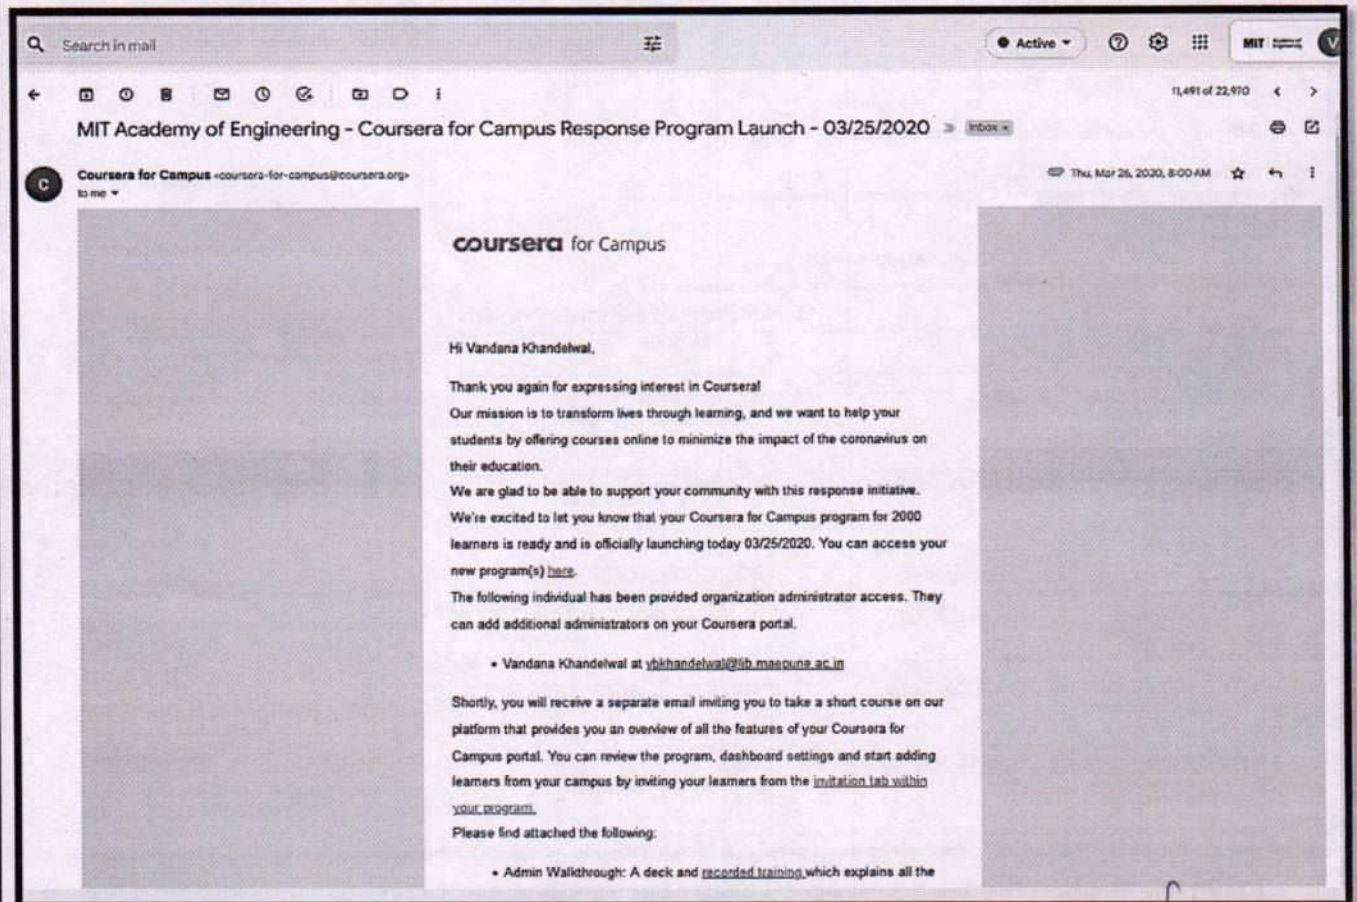 Search in mail
Active
MIT
V
11,491 of 22,970
MIT Academy of Engineering - Coursera for Campus Response Program Launch - 03/25/2020
Inbox x
C
Coursera for Campus <coursera-for-campus@coursera.org>
Thu, Mar 26, 2020, 8:00 AM
to me
coursera for Campus
Hi Vandana Khandelwal,
Thank you again for expressing interest in Coursera!
Our mission is to transform lives through learning, and we want to help your
students by offering courses online to minimize the impact of the coronavirus on
their education.
We are glad to be able to support your community with this response initiative.
We're excited to let you know that your Coursera for Campus program for 2000
learners is ready and is officially launching today 03/25/2020. You can access your
new program(s) here.
The following individual has been provided organization administrator access. They
can add additional administrators on your Coursera portal.
• Vandana Khandelwal at vbkhandelwal@lib.maepune.ac.in
Shortly, you will receive a separate email inviting you to take a short course on our
platform that provides you an overview of all the features of your Coursera for
Campus portal. You can review the program, dashboard settings and start adding
learners from your campus by inviting your learners from the invitation tab within
your program.
Please find attached the following:
• Admin Walkthrough: A deck and recorded training which explains all the